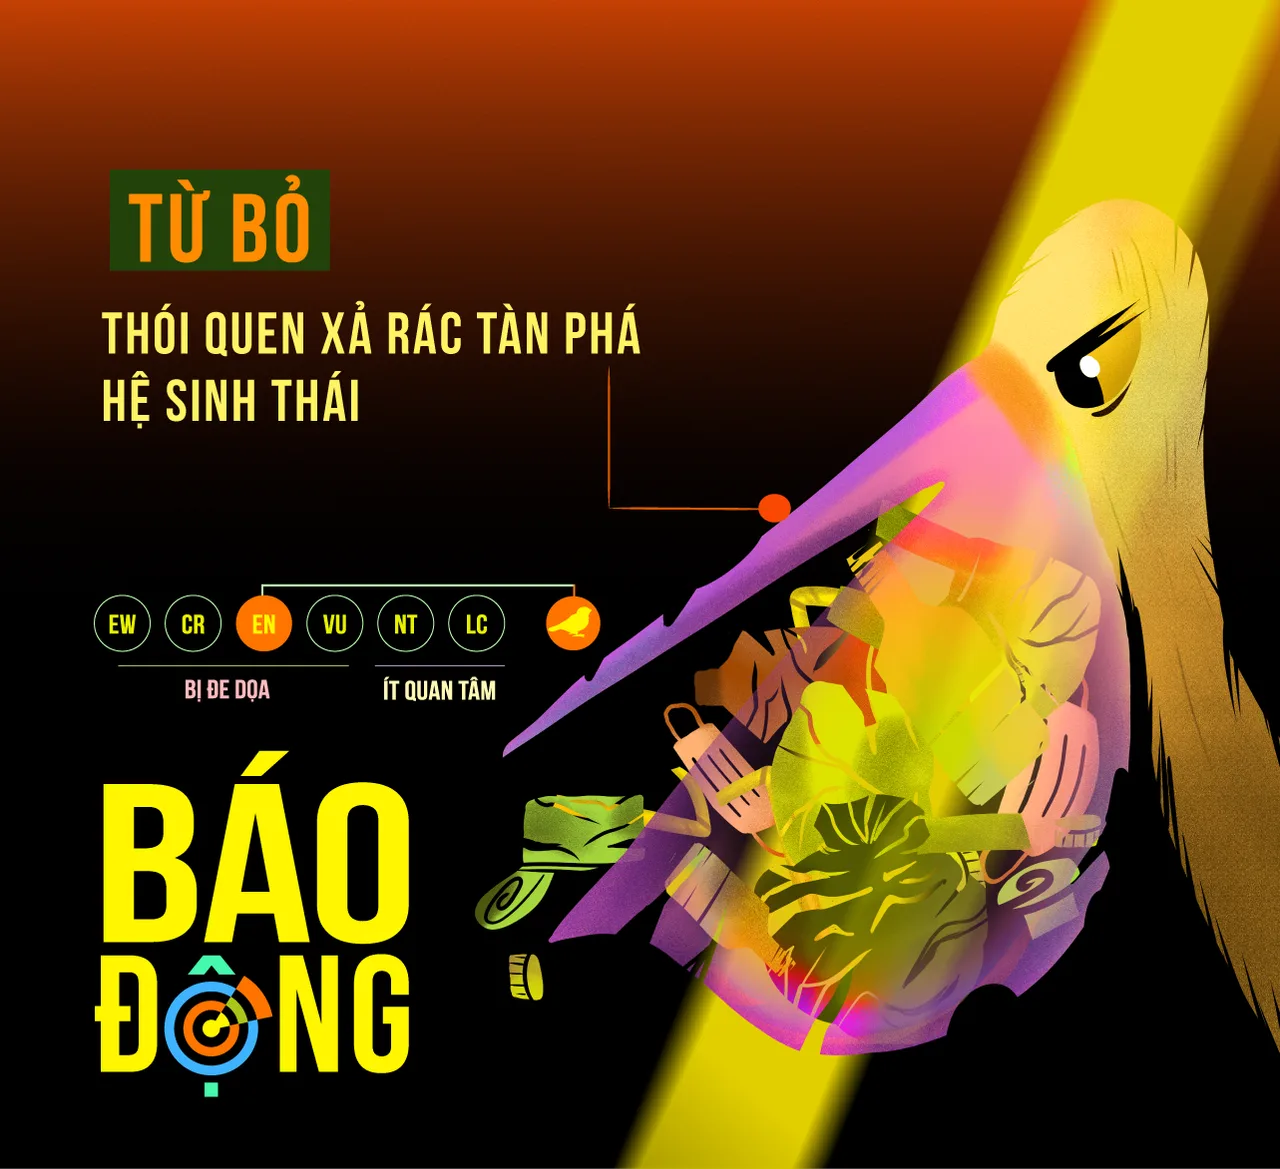 TỪ BỎ
THÓI QUEN XẢ RÁC TÀN PHÁ
HỆ SINH THÁI
EW CR EN VU NT LC
BỊ ĐE DỌA ÍT QUAN TÂM
BÁO
ĐỘNG